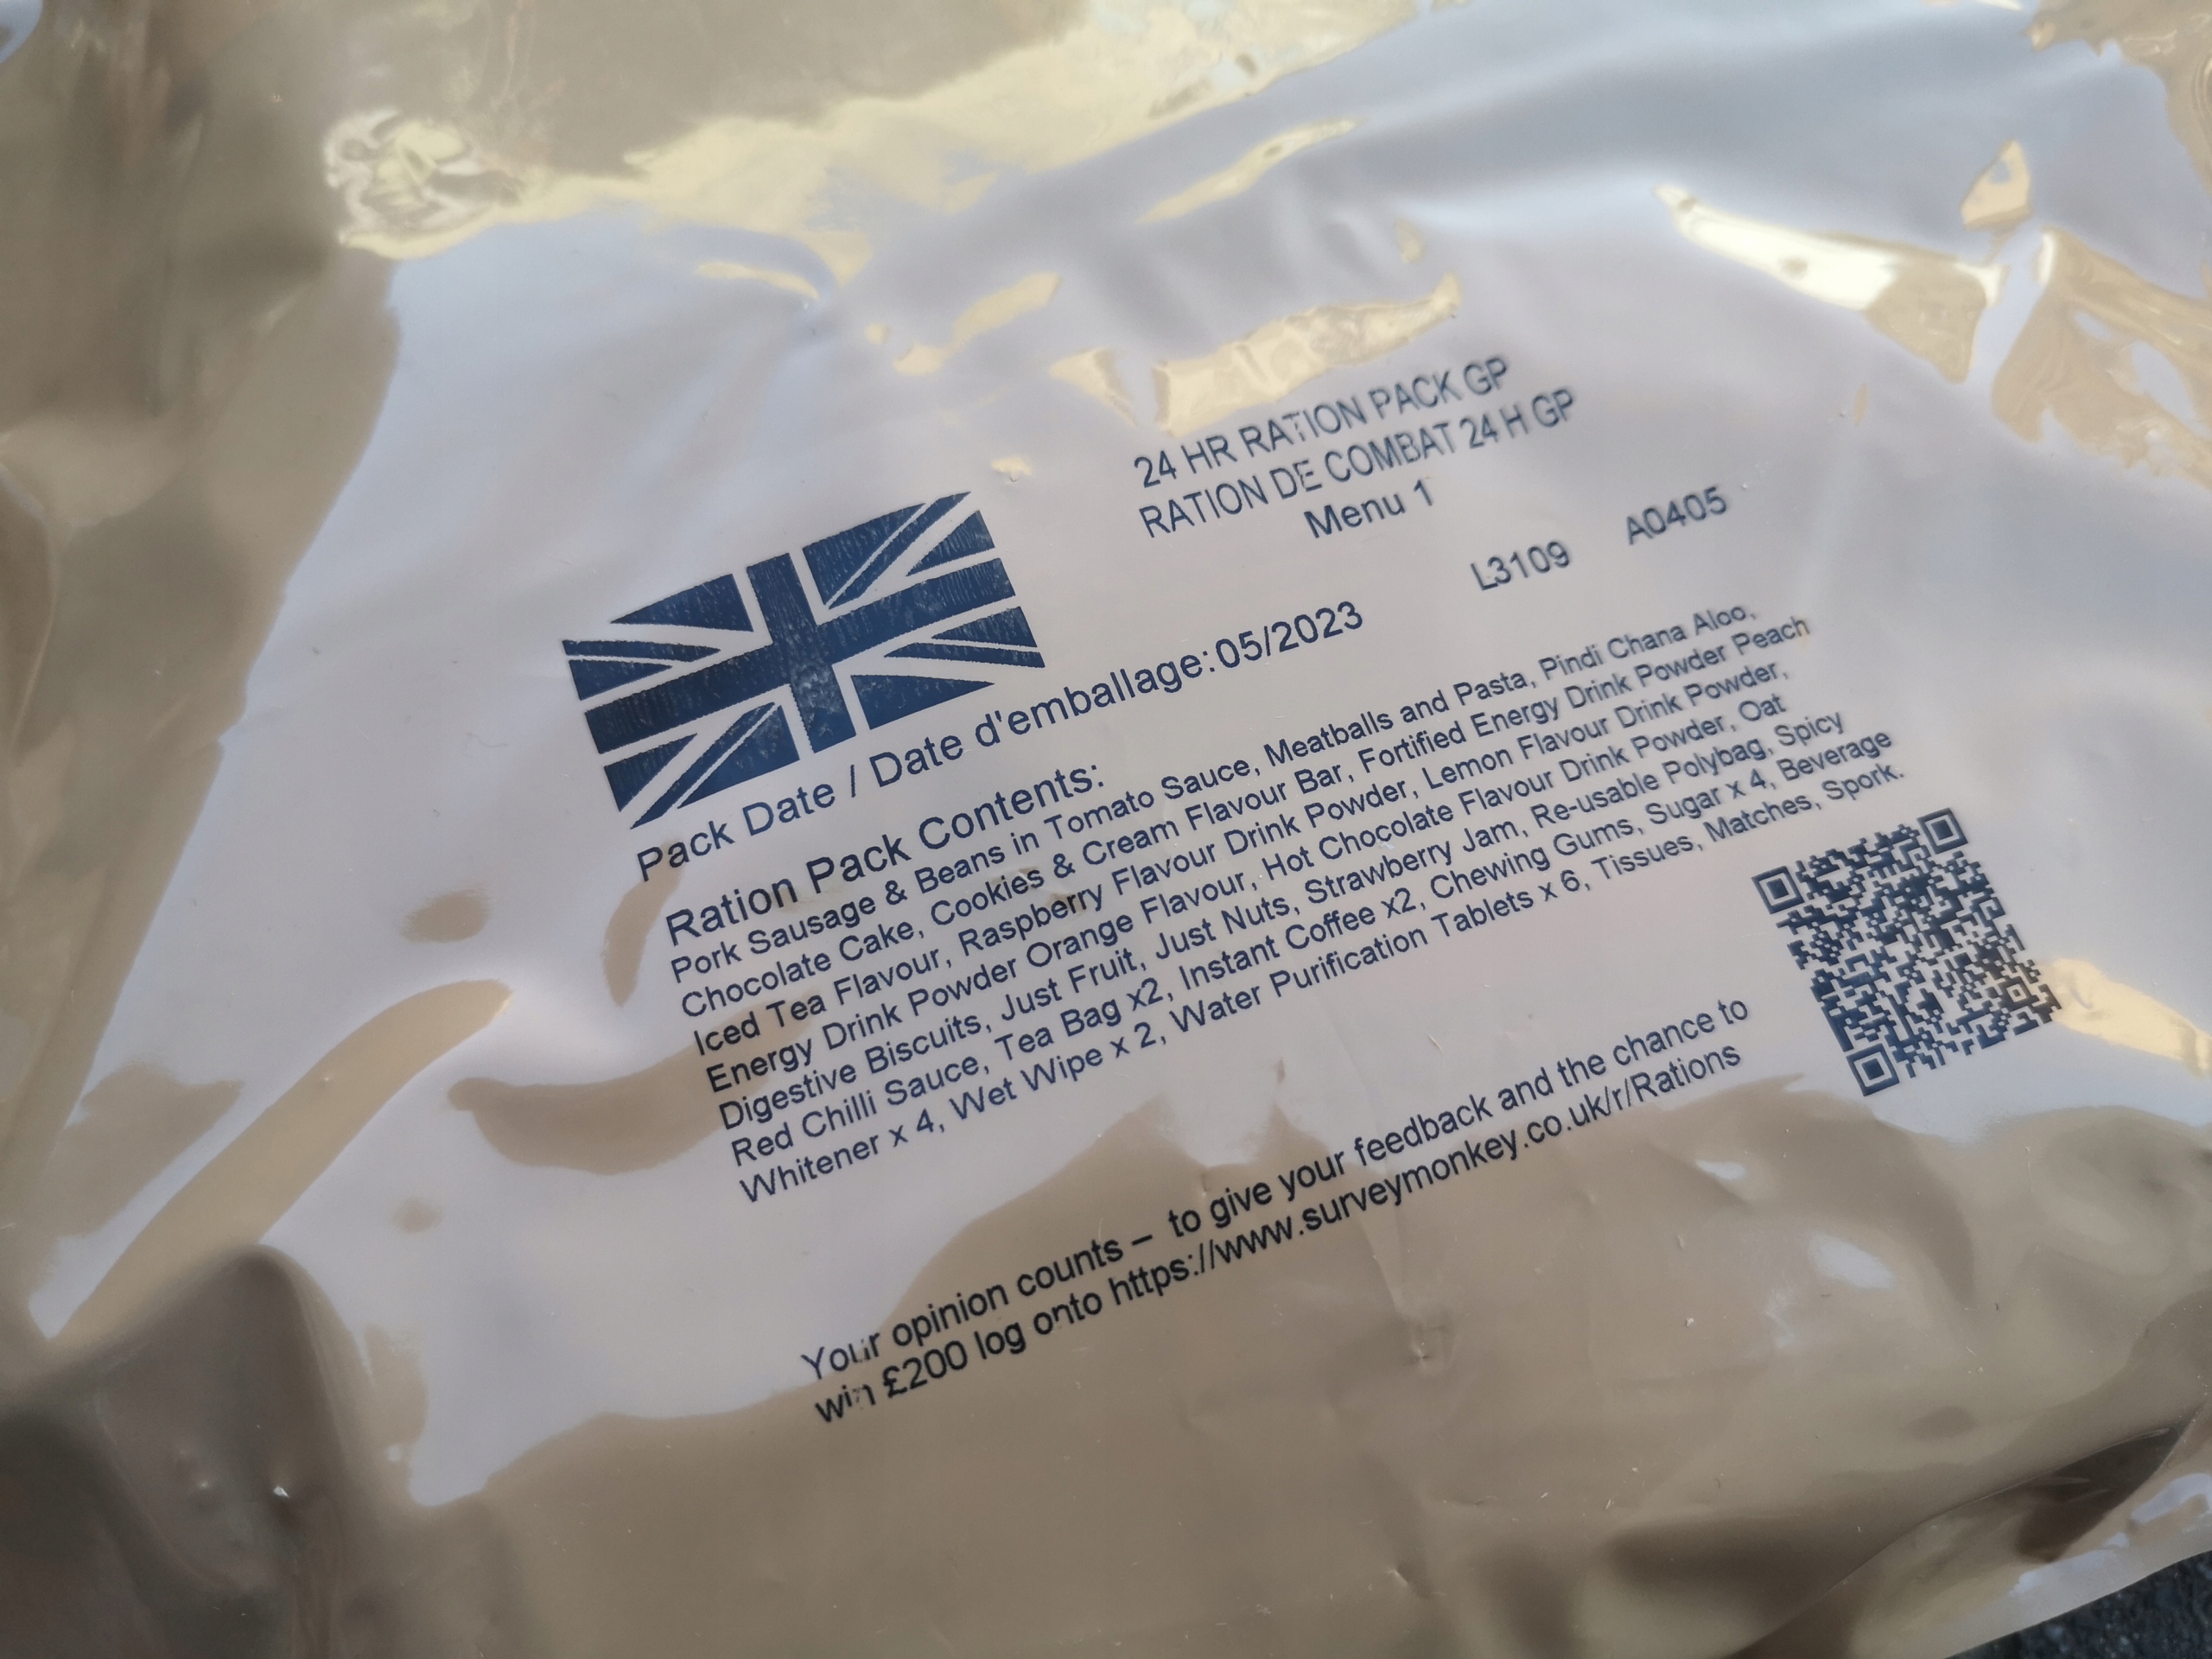 24 HR RATION PACK GP
RATION DE COMBAT 24 H GP
Menu 1
Pack Date / Date d'emballage:05/2023 L3109 A0405
Ration Pack Contents:
Pork Sausage & Beans in Tomato Sauce, Meatballs and Pasta, Pindi Chana Aloo,
Chocolate Cake, Cookies & Cream Flavour Bar, Fortified Energy Drink Powder Peach
Iced Tea Flavour, Raspberry Flavour Drink Powder, Lemon Flavour Drink Powder,
Energy Drink Powder Orange Flavour, Hot Chocolate Flavour Drink Powder, Oat
Digestive Biscuits, Just Fruit, Just Nuts, Strawberry Jam, Re-usable Polybag, Spicy
Red Chilli Sauce, Tea Bag x2, Instant Coffee x2, Chewing Gums, Sugar x 4, Beverage
Whitener x 4, Wet Wipe x 2, Water Purification Tablets x 6, Tissues, Matches, Spork.
Your opinion counts – to give your feedback and the chance to
win £200 log onto https://www.surveymonkey.co.uk/r/Rations